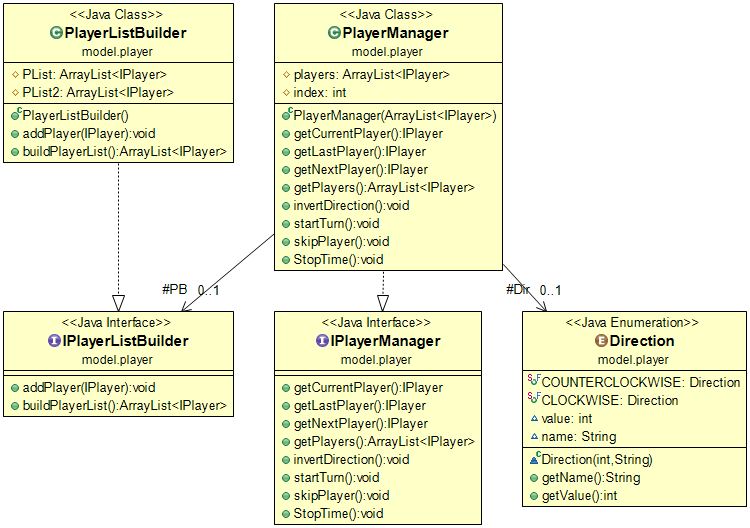 <<Java Class>>
PlayerListBuilder
model.player
PList: ArrayList<IPlayer>
PList2: ArrayList<IPlayer>
PlayerListBuilder()
addPlayer(IPlayer):void
buildPlayerList():ArrayList<IPlayer>
<<Java Class>>
PlayerManager
model.player
players: ArrayList<IPlayer>
index: int
PlayerManager(ArrayList<IPlayer>)
getCurrentPlayer():IPlayer
getLastPlayer():IPlayer
getNextPlayer():IPlayer
getPlayers():ArrayList<IPlayer>
invertDirection():void
startTurn():void
skipPlayer():void
StopTime():void
#PB 0..1
#Dir 0..1
<<Java Interface>>
IPlayerListBuilder
model.player
addPlayer(IPlayer):void
buildPlayerList():ArrayList<IPlayer>
<<Java Interface>>
IPlayerManager
model.player
getCurrentPlayer():IPlayer
getLastPlayer():IPlayer
getNextPlayer():IPlayer
getPlayers():ArrayList<IPlayer>
invertDirection():void
startTurn():void
skipPlayer():void
StopTime():void
<<Java Enumeration>>
Direction
model.player
COUNTERCLOCKWISE: Direction
CLOCKWISE: Direction
value: int
name: String
Direction(int,String)
getName():String
getValue():int